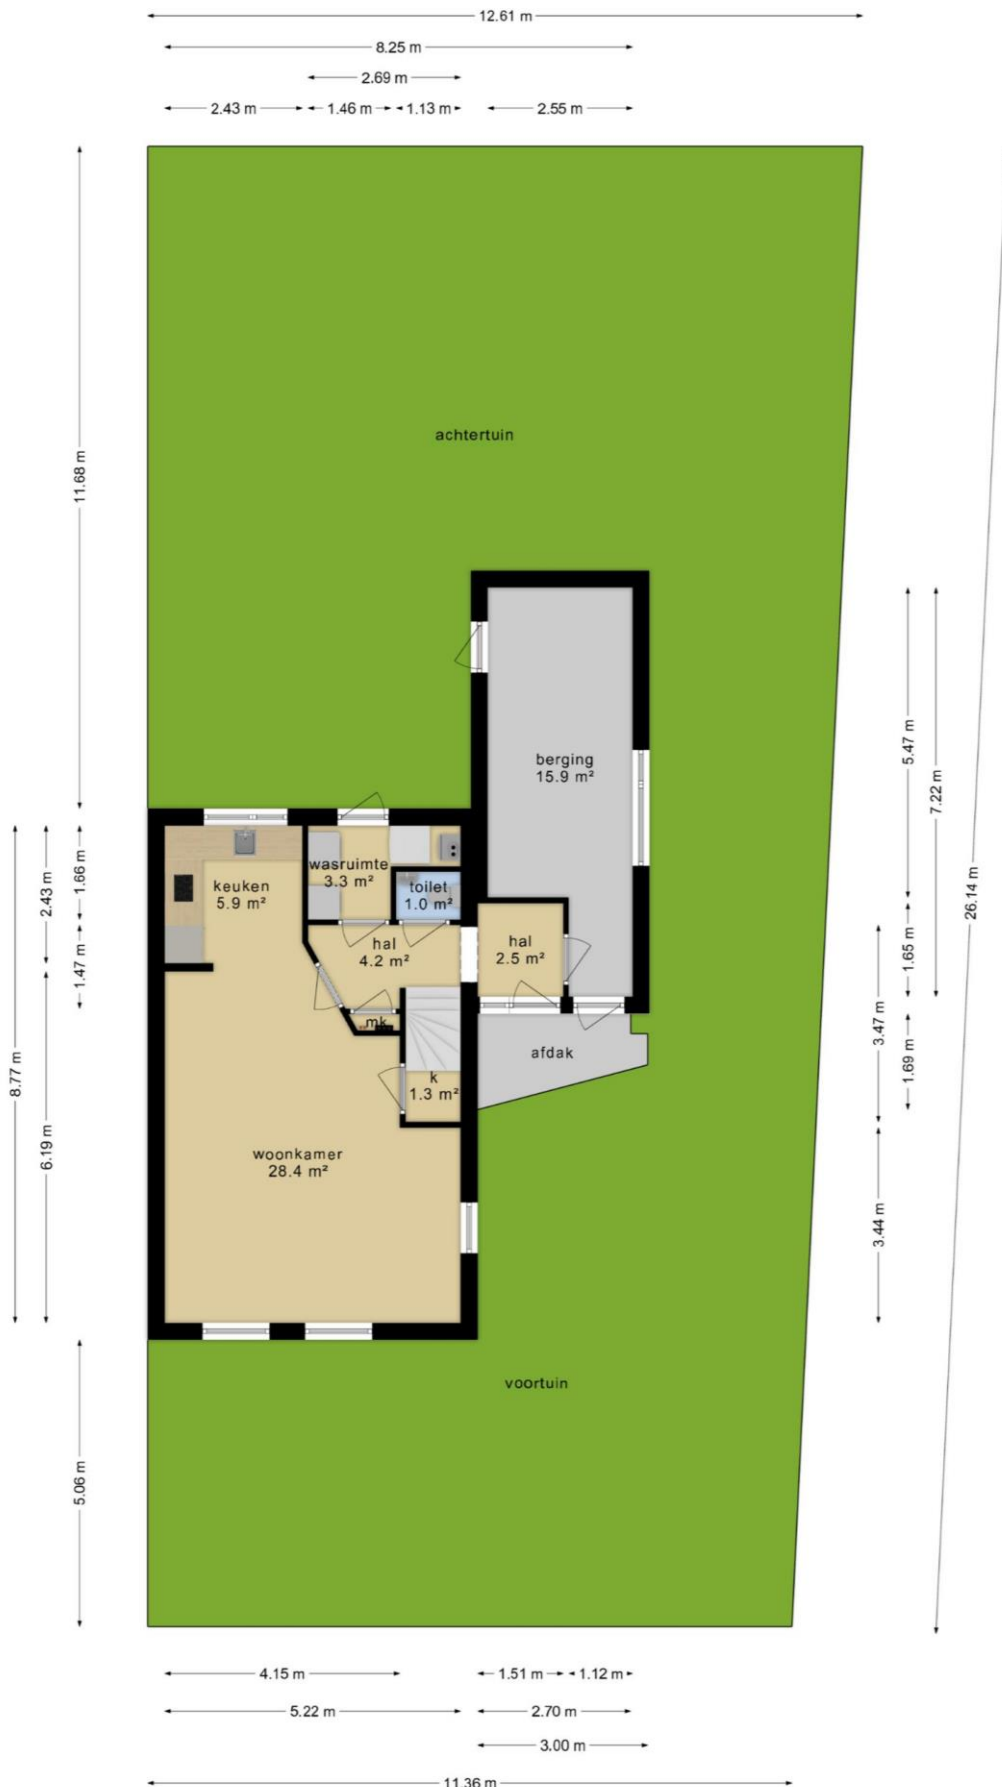 12.61 m
8.25 m
2.69 m
2.43 m
1.46 m
1.13 m
2.55 m
11.68 m
achtertuin
5.47 m
7.22 m
26.14 m
berging
15.9 m²
2.43 m
1.66 m
wasruimte
3.3 m²
keuken
5.9 m²
toilet
1.0 m²
1.65 m
1.47 m
hal
4.2 m²
hal
2.5 m²
mk
3.47 m
1.69 m
afdak
8.77 m
k
1.3 m²
6.19 m
woonkamer
28.4 m²
3.44 m
voortuin
5.06 m
4.15 m
1.51 m
1.12 m
5.22 m
2.70 m
3.00 m
11.36 m